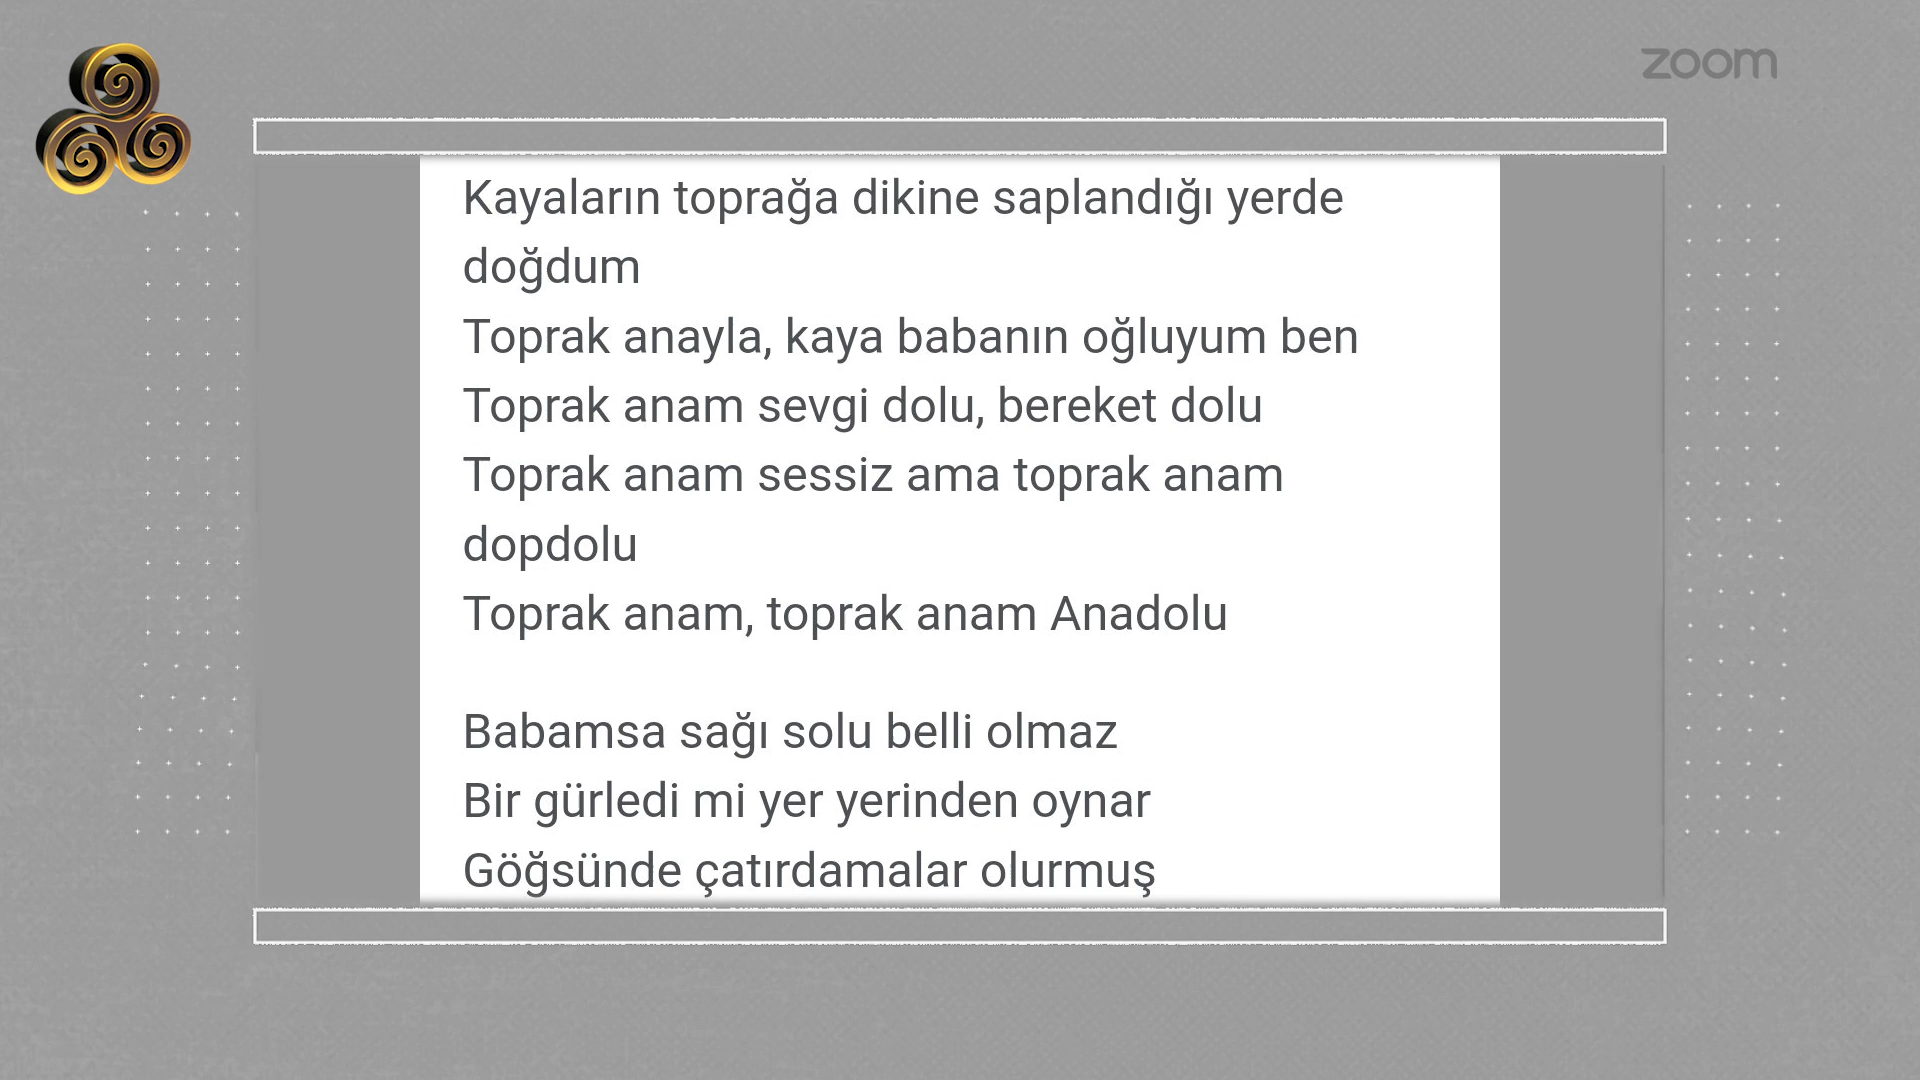 zoom
Kayaların toprağa dikine saplandığı yerde
doğdum
Toprak anayla, kaya babanın oğluyum ben
Toprak anam sevgi dolu, bereket dolu
Toprak anam sessiz ama toprak anam
dopdolu
Toprak anam, toprak anam Anadolu
Babamsa sağı solu belli olmaz
Bir gürledi mi yer yerinden oynar
Göğsünde çatırdamalar olurmuş